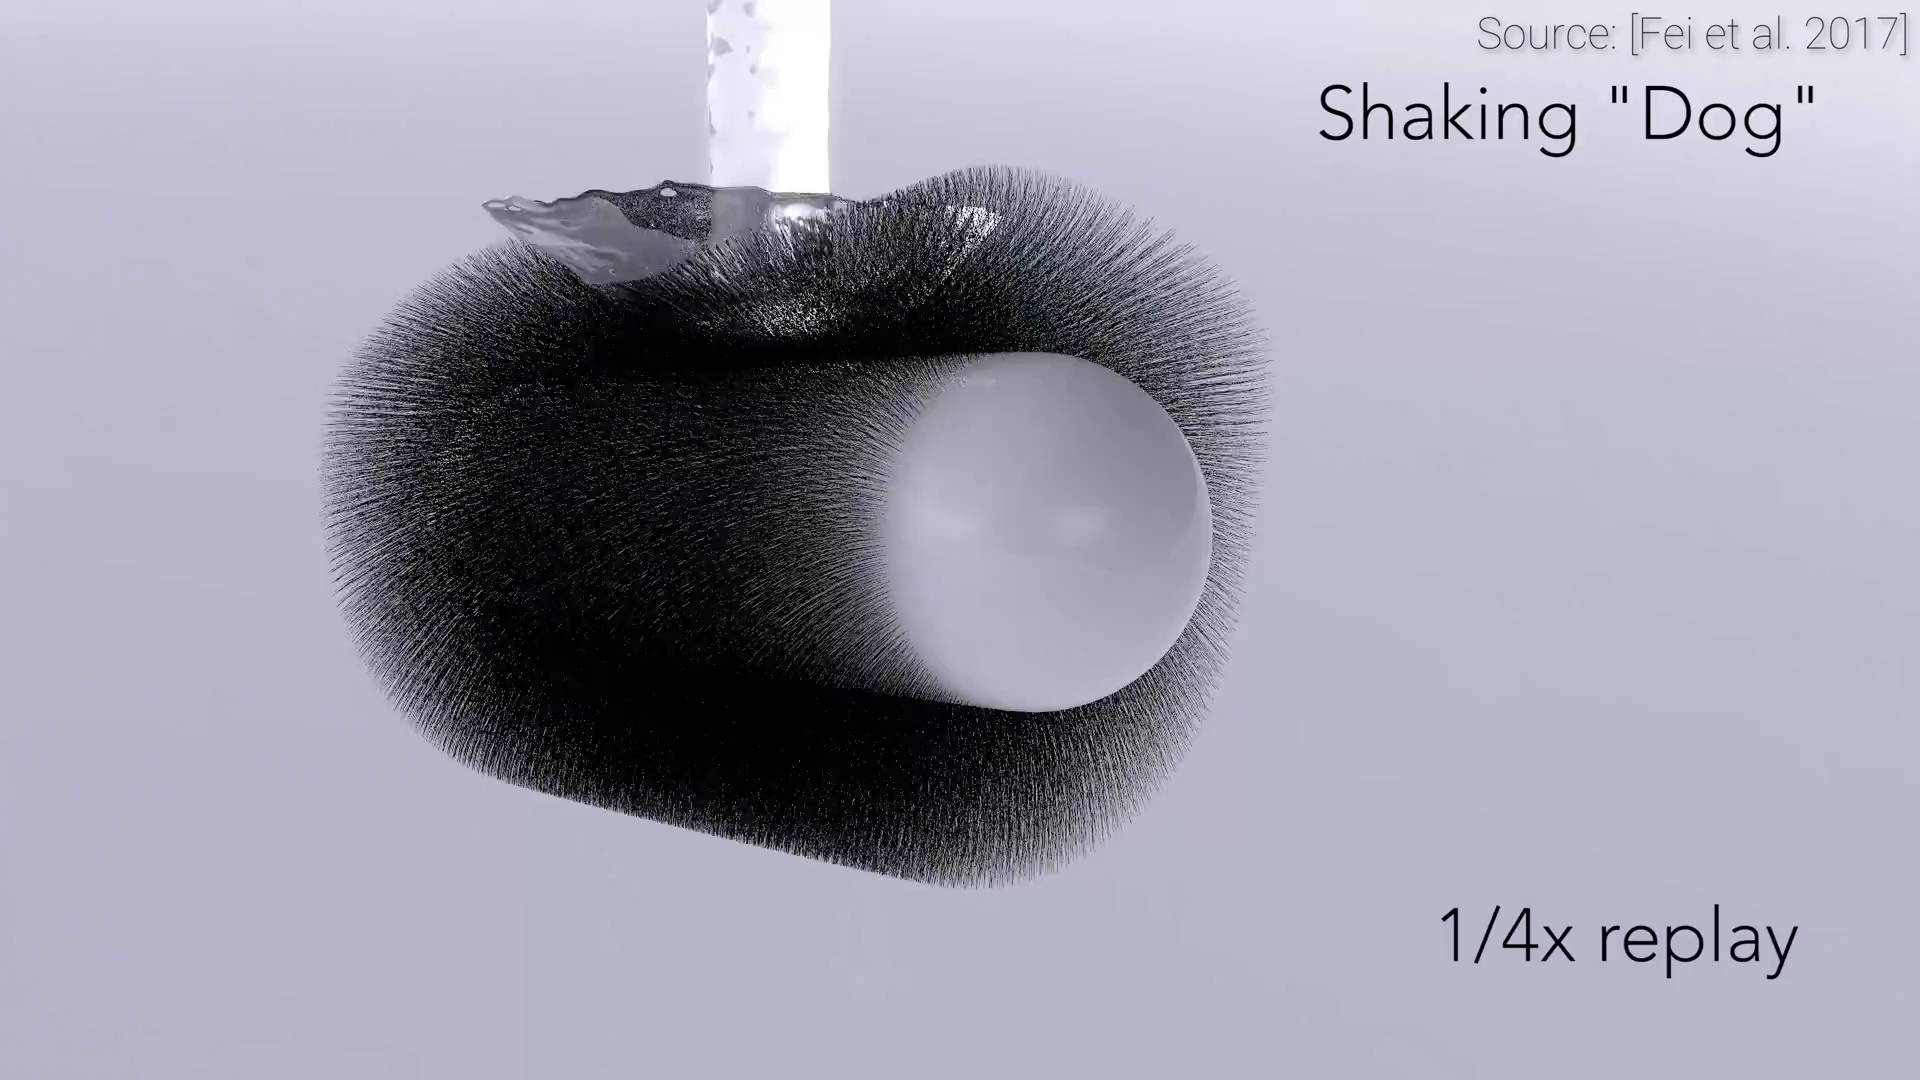 Source: [Fei et al. 2017]
Shaking "Dog"
1/4x replay